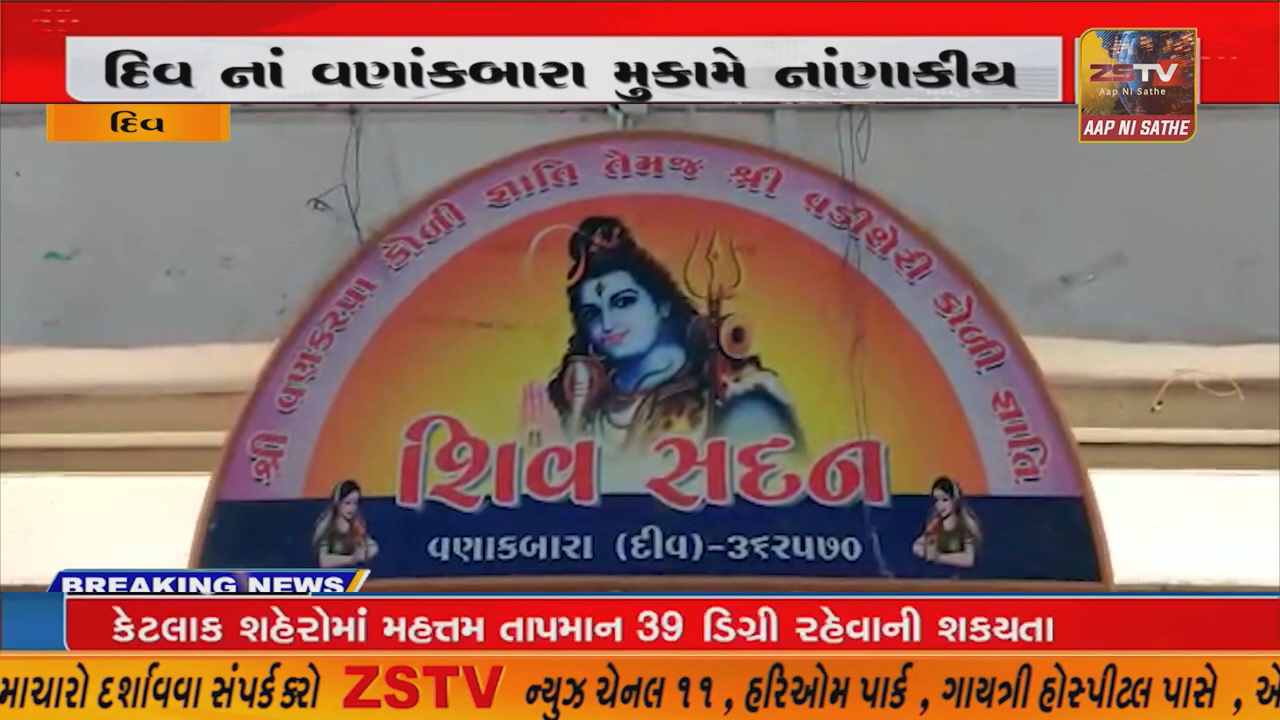 દિવ નાં વણાંકબારા મુકામે નાંણાકીય
ZSTV
Aap Ni Sathe
AAP NI SATHE
દિવ
શ્રી વણકરપા કોળી જ્ઞાતિ તેમજ શ્રી વડીશેરી કોળી જ્ઞાતિ
શિવ સદન
વણાકબારા (દીવ)-૩૬૨૫૭૦
BREAKING NEWS
કેટલાક શહેરોમાં મહત્તમ તાપમાન 39 ડિગ્રી રહેવાની શકયતા
માચારો દર્શાવવા સંપર્ક કરો ZSTV ન્યુઝ ચેનલ ૧૧ , હરિઓમ પાર્ક , ગાયત્રી હોસ્પીટલ પાસે , એ